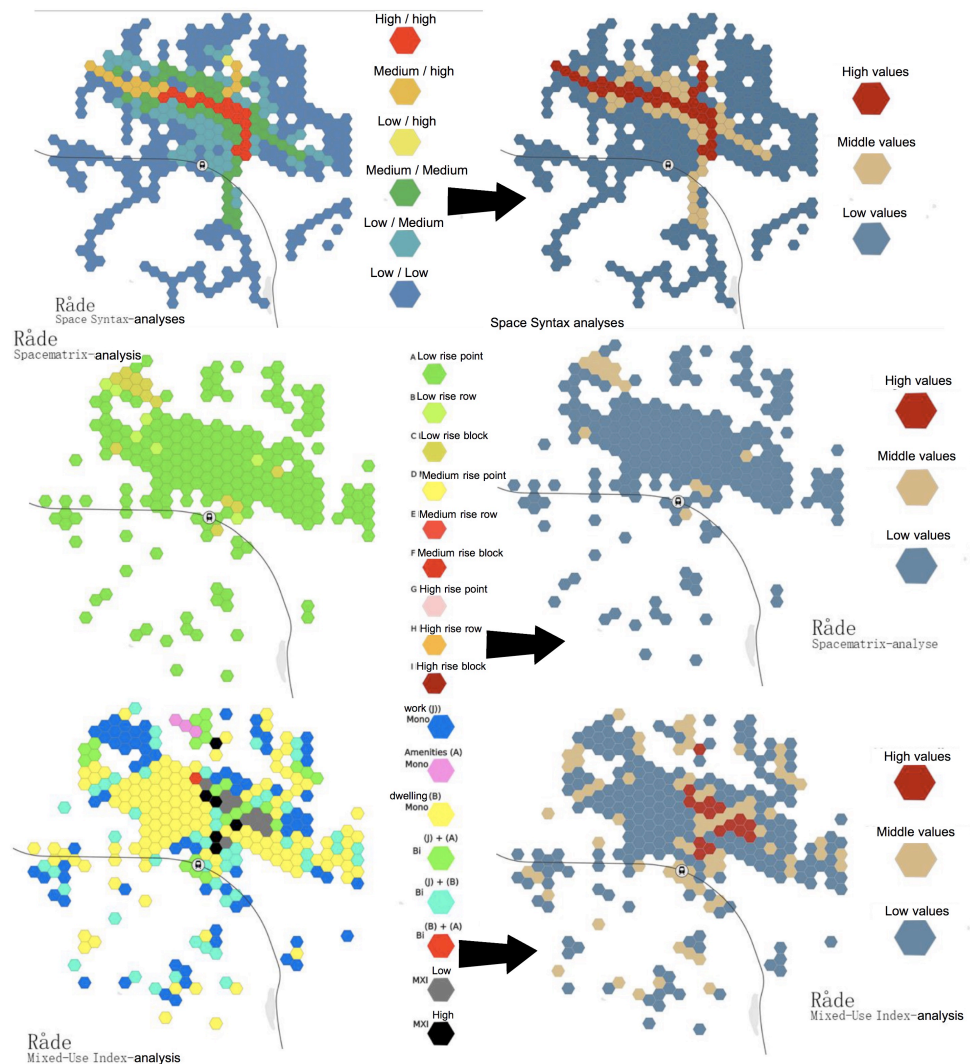 High / high
Medium / high
Low / high
Medium / Medium
Low / Medium
Low / Low
Råde
Space Syntax-analyses
High values
Middle values
Low values
Space Syntax analyses
Råde
Spacematrix-analysis
A Low rise point
B Low rise row
C Low rise block
D Medium rise point
E Medium rise row
F Medium rise block
G High rise point
H High rise row
I High rise block
High values
Middle values
Low values
Råde
Spacematrix-analyse
work (J))
Mono
Amenities (A)
Mono
dwelling (B)
Mono
(J) + (A)
Bi
(J) + (B)
Bi
(B) + (A)
Bi
Low
MXI
High
MXI
Råde
Mixed-Use Index-analysis
High values
Middle values
Low values
Råde
Mixed-Use Index-analysis